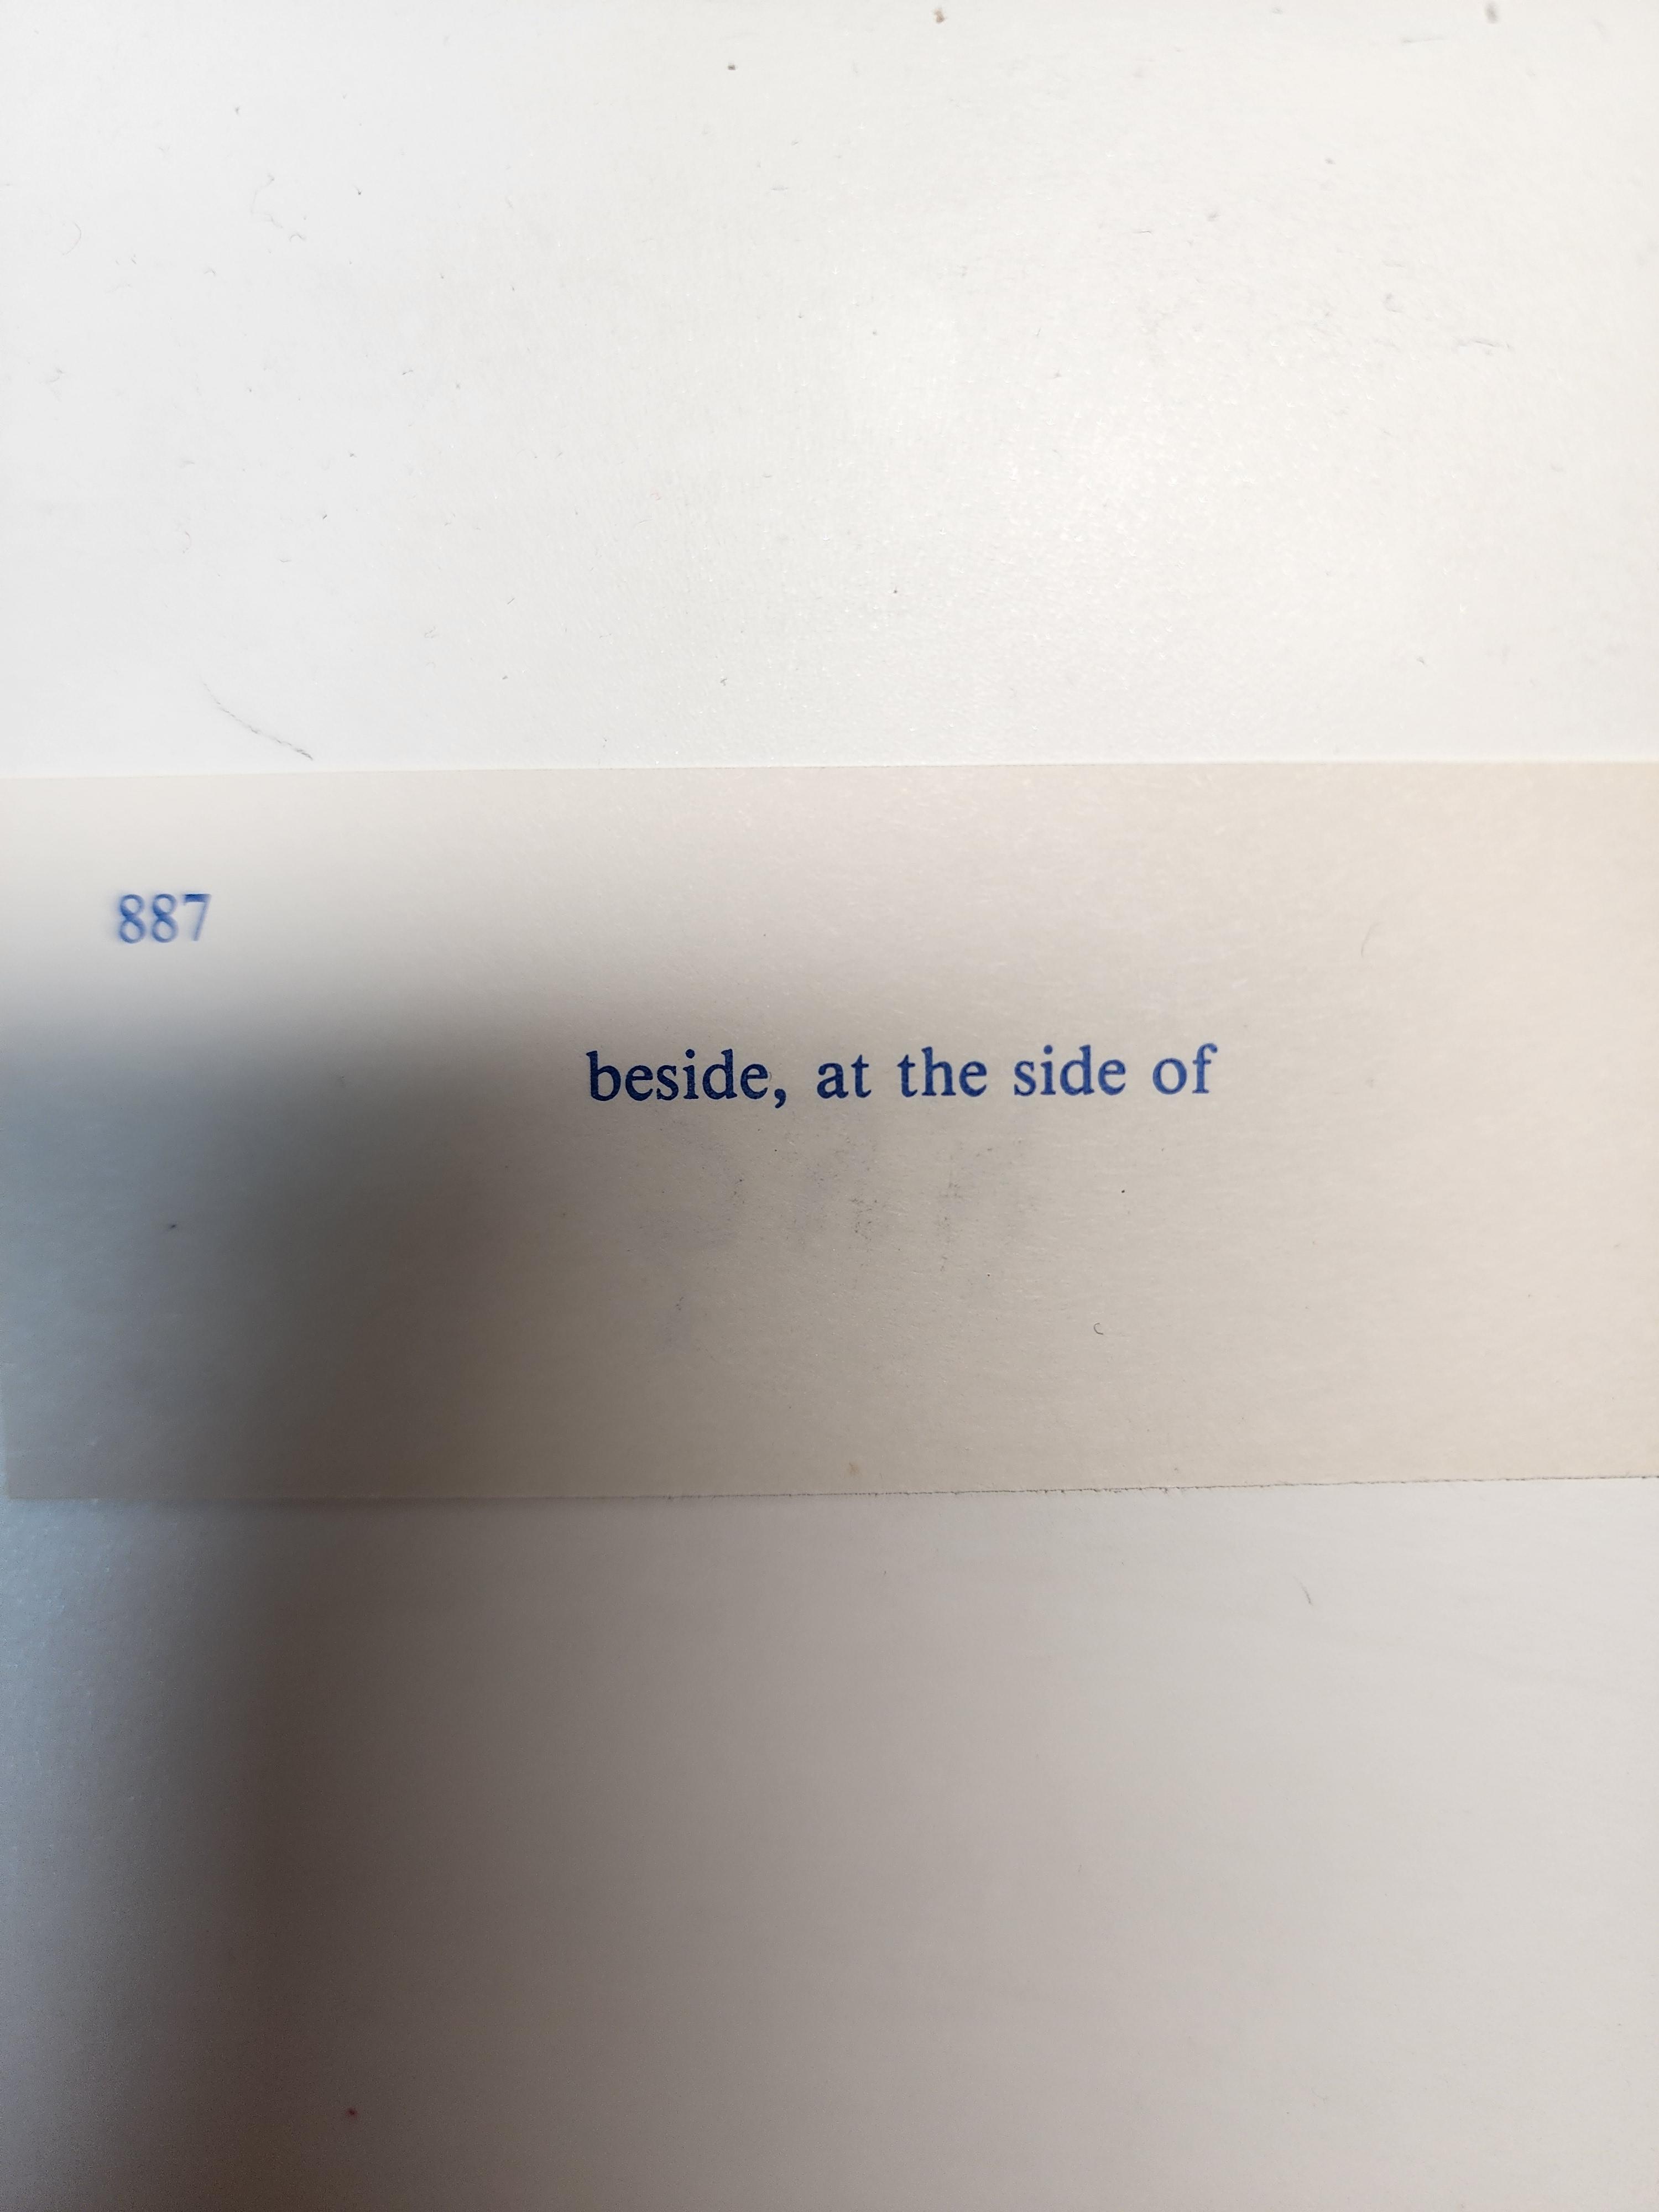 887
beside, at the side of